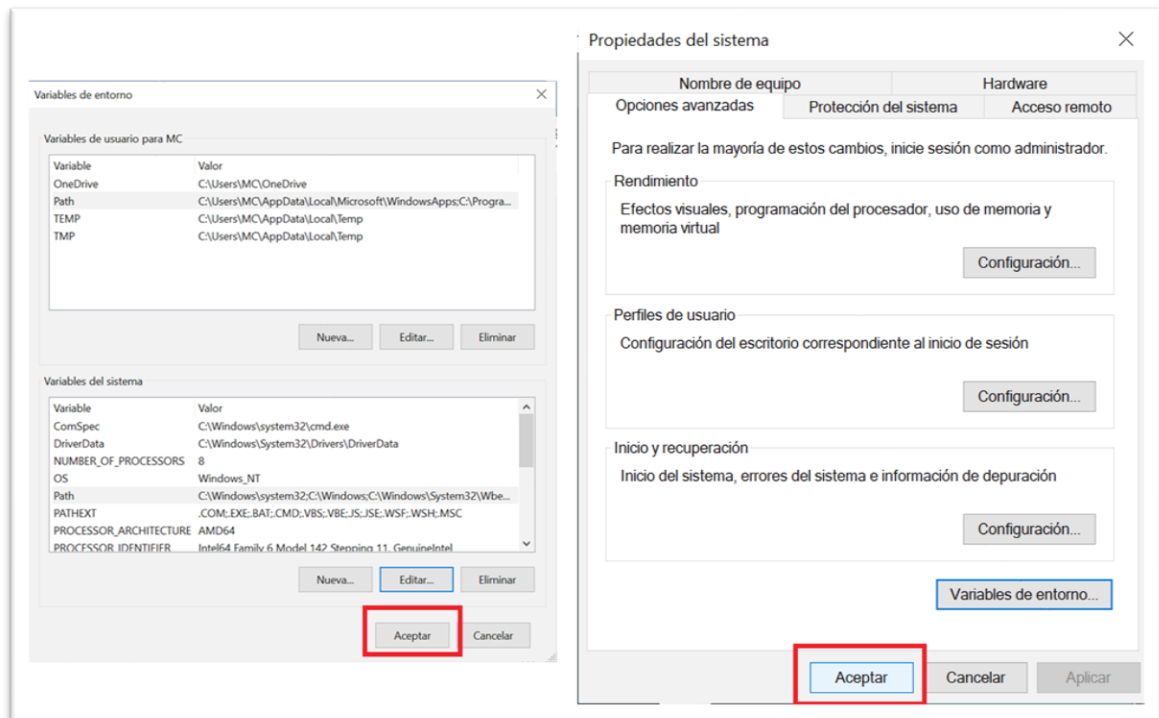 Variables de entorno
Variables de usuario para MC
Variable Valor
OneDrive C:\Users\MC\OneDrive
Path C:\Users\MC\AppData\Local\Microsoft\WindowsApps;C:\Progra...
TEMP C:\Users\MC\AppData\Local\Temp
TMP C:\Users\MC\AppData\Local\Temp
Nueva... Editar... Eliminar
Variables del sistema
Variable Valor
ComSpec C:\Windows\system32\cmd.exe
DriverData C:\Windows\System32\Drivers\DriverData
NUMBER_OF_PROCESSORS 8
OS Windows_NT
Path C:\Windows\system32;C:\Windows;C:\Windows\System32\Wbe...
PATHEXT .COM;.EXE;.BAT;.CMD;.VBS;.VBE;.JS;.JSE;.WSF;.WSH;.MSC
PROCESSOR_ARCHITECTURE AMD64
PROCESSOR_IDENTIFIER Intel64 Family 6 Model 142 Stepping 11, GenuineIntel
Nueva... Editar... Eliminar
Aceptar Cancelar
Propiedades del sistema
Nombre de equipo Hardware
Opciones avanzadas Protección del sistema Acceso remoto
Para realizar la mayoría de estos cambios, inicie sesión como administrador.
Rendimiento
Efectos visuales, programación del procesador, uso de memoria y
memoria virtual
Configuración...
Perfiles de usuario
Configuración del escritorio correspondiente al inicio de sesión
Configuración...
Inicio y recuperación
Inicio del sistema, errores del sistema e información de depuración
Configuración...
Variables de entorno...
Aceptar Cancelar Aplicar